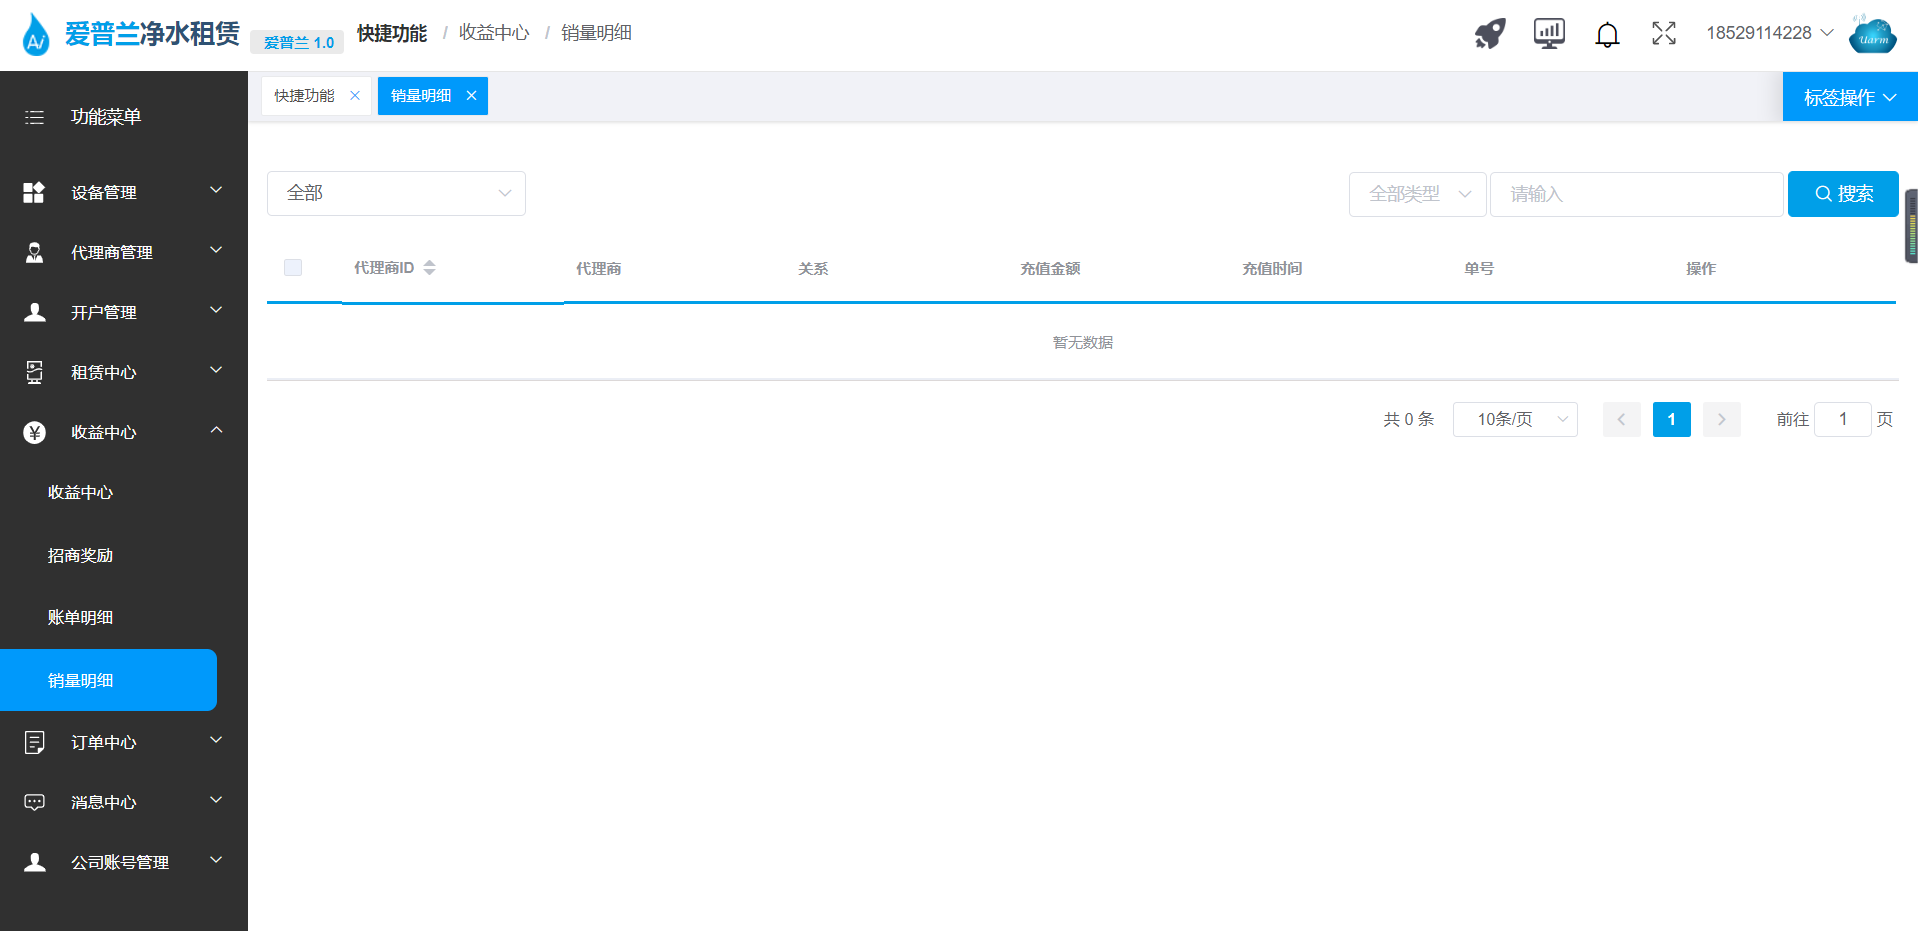 爱普兰净水租赁
爱普兰 1.0
快捷功能 / 收益中心 / 销量明细
18529114228
Uarm
功能菜单
设备管理
代理商管理
开户管理
租赁中心
收益中心
收益中心
招商奖励
账单明细
销量明细
订单中心
消息中心
公司账号管理
快捷功能
销量明细
标签操作
全部
全部类型
请输入
搜索
代理商ID 代理商 关系 充值金额 充值时间 单号 操作
暂无数据
共 0 条 10条/页 1 前往 1 页